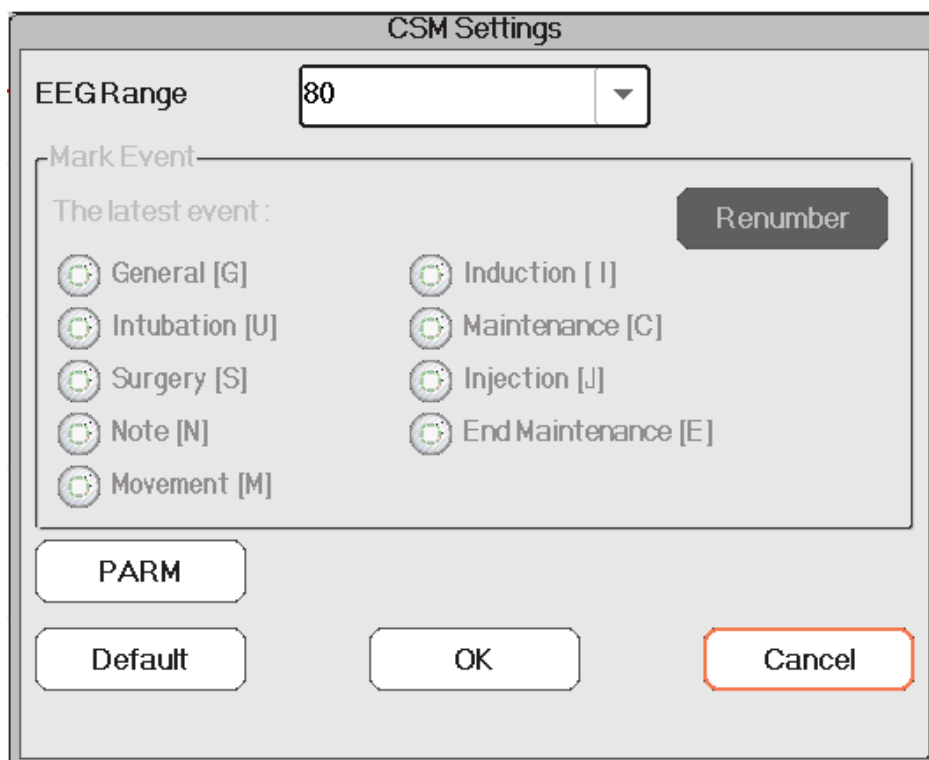 CSM Settings
EEG Range 80
Mark Event
The latest event :
Renumber
General [G] Induction [ I]
Intubation [U] Maintenance [C]
Surgery [S] Injection [J]
Note [N] End Maintenance [E]
Movement [M]
PARM
Default OK Cancel